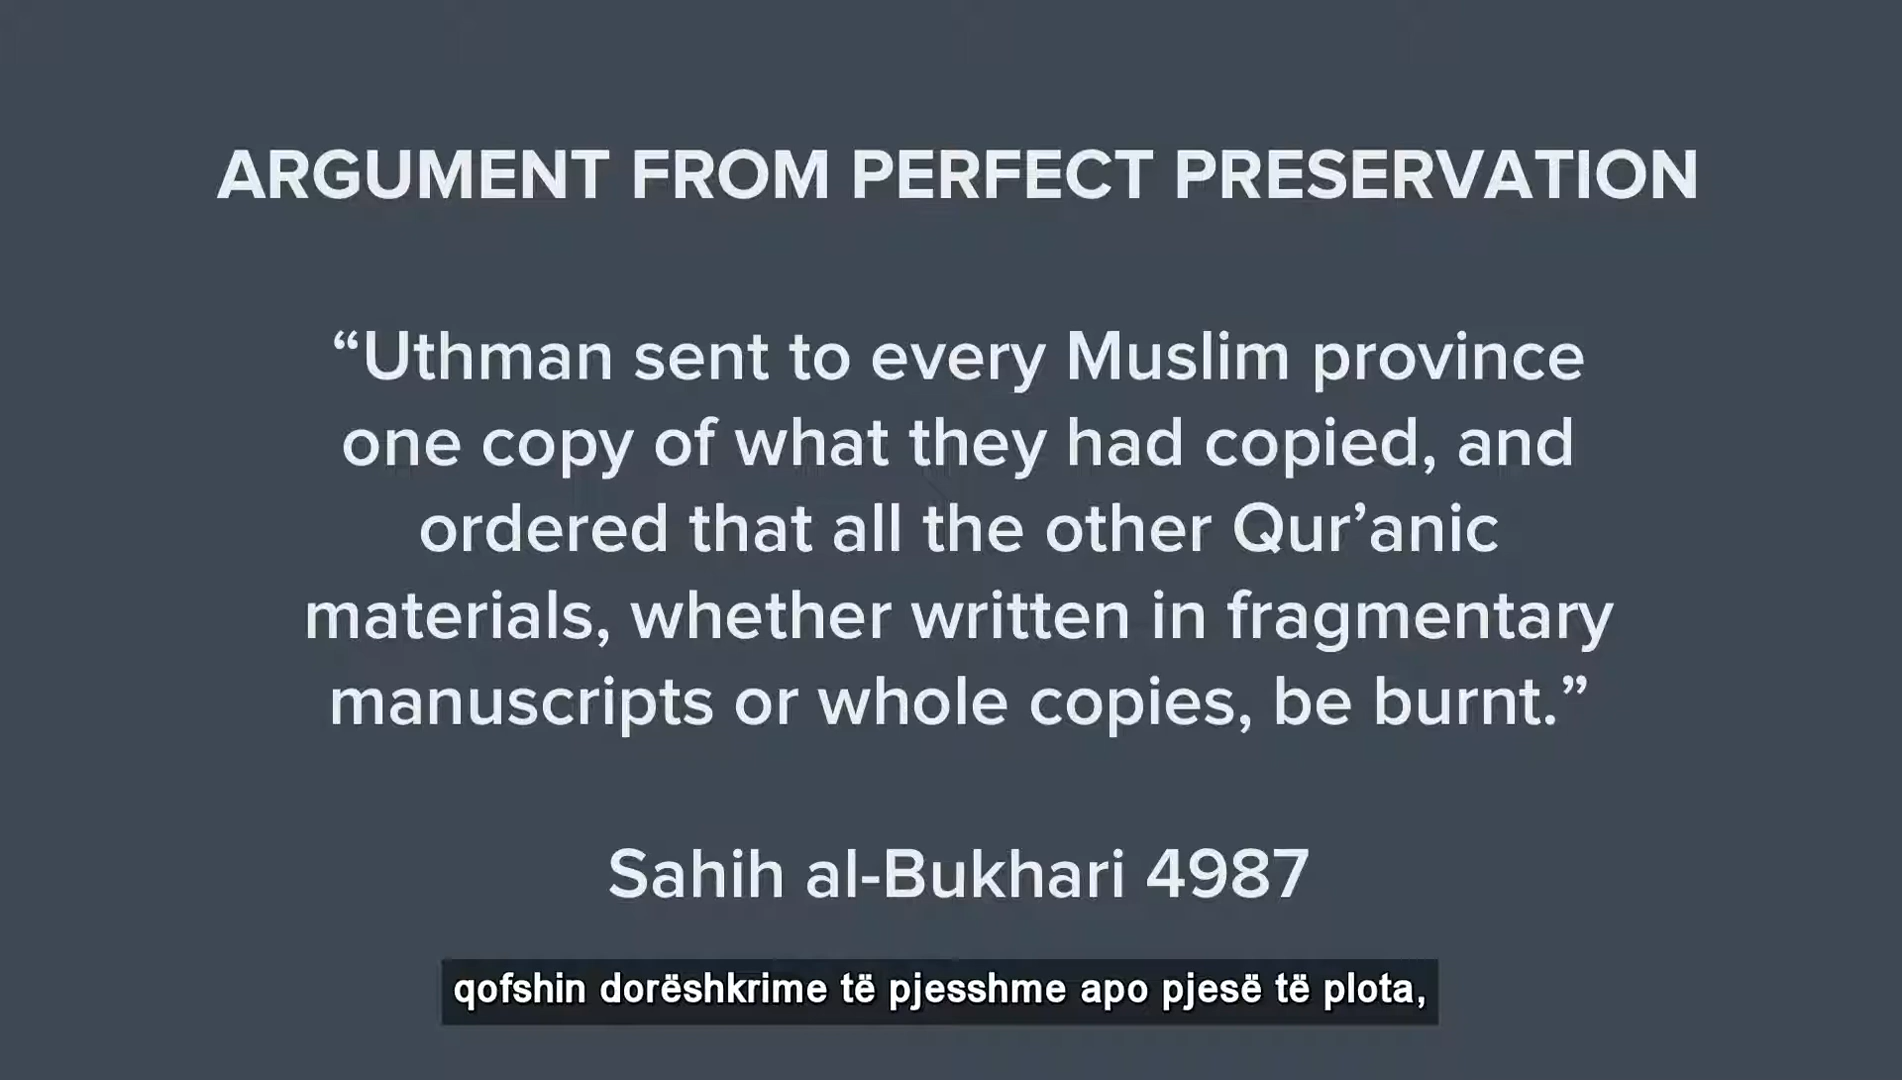 ARGUMENT FROM PERFECT PRESERVATION
“Uthman sent to every Muslim province
one copy of what they had copied, and
ordered that all the other Qur’anic
materials, whether written in fragmentary
manuscripts or whole copies, be burnt.”
Sahih al-Bukhari 4987
qofshin dorëshkrime të pjesshme apo pjesë të plota,